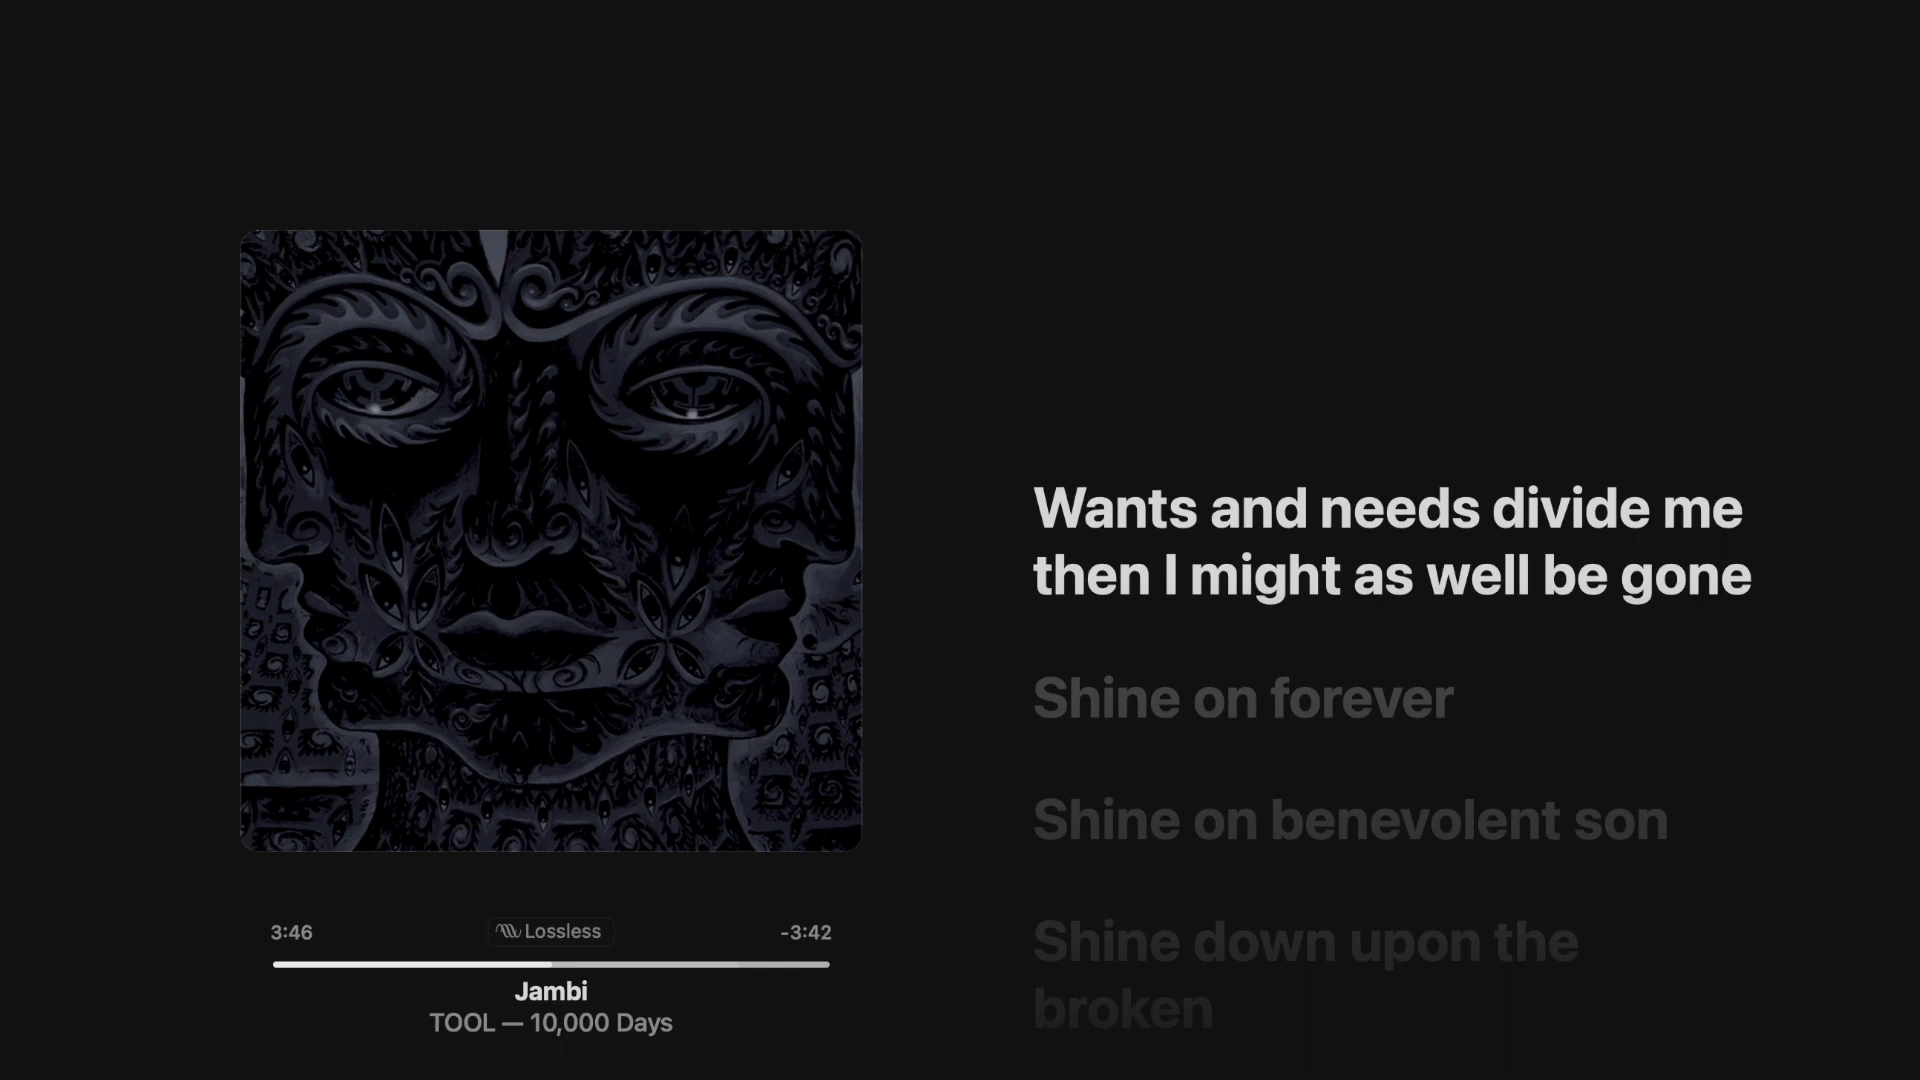 Wants and needs divide me
then I might as well be gone
Shine on forever
Shine on benevolent son
Shine down upon the
broken
3:46
Lossless
-3:42
Jambi
TOOL — 10,000 Days